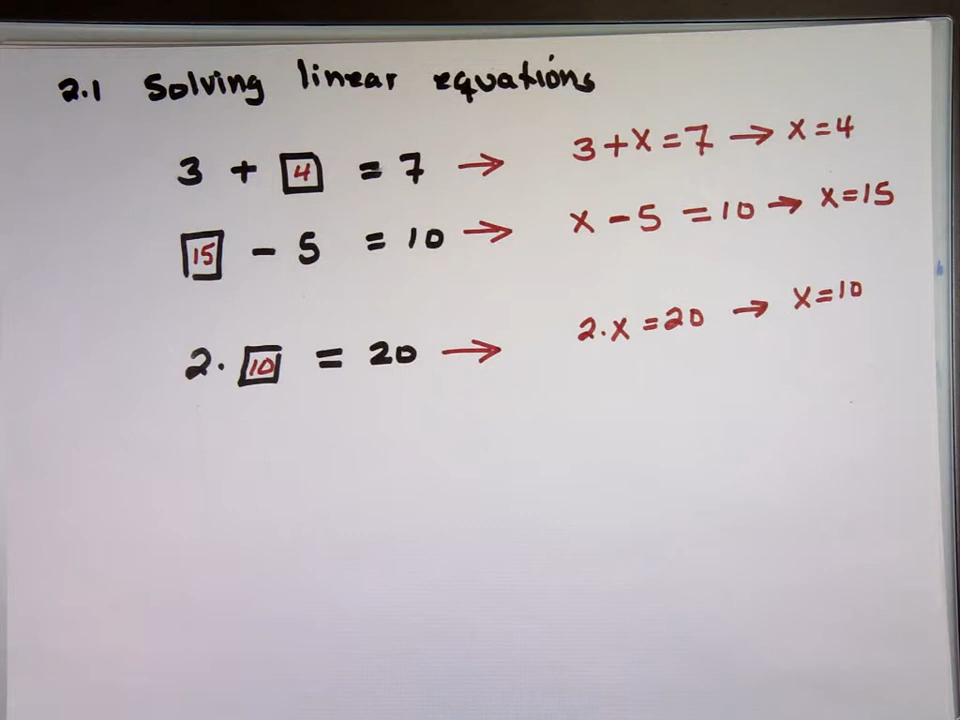 2.1 Solving linear equations
3 + 4 = 7 → 3 + x = 7 → x = 4
15 - 5 = 10 → x - 5 = 10 → x = 15
2 · 10 = 20 → 2 · x = 20 → x = 10